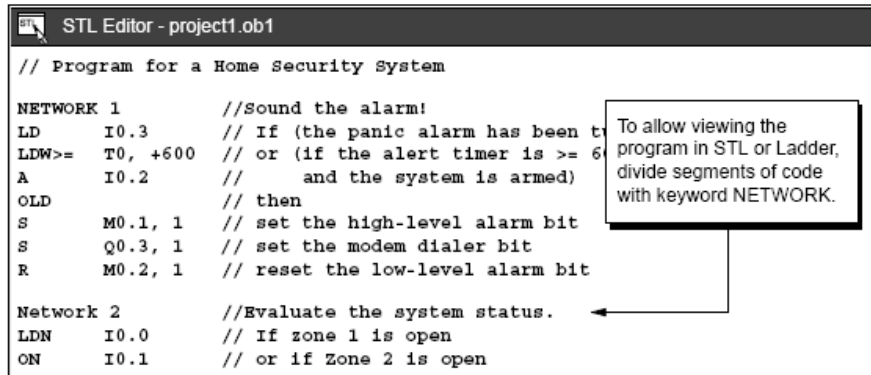 STL STL Editor - project1.ob1
// Program for a Home Security System
NETWORK 1 //Sound the alarm!
LD I0.3 // If (the panic alarm has been
LDW>= T0, +600 // or (if the alert timer is >=
A I0.2 // and the system is armed)
OLD // then
S M0.1, 1 // set the high-level alarm bit
S Q0.3, 1 // set the modem dialer bit
R M0.2, 1 // reset the low-level alarm bit
To allow viewing the
program in STL or Ladder,
divide segments of code
with keyword NETWORK.
Network 2 //Evaluate the system status.
LDN I0.0 // If zone 1 is open
ON I0.1 // or if Zone 2 is open